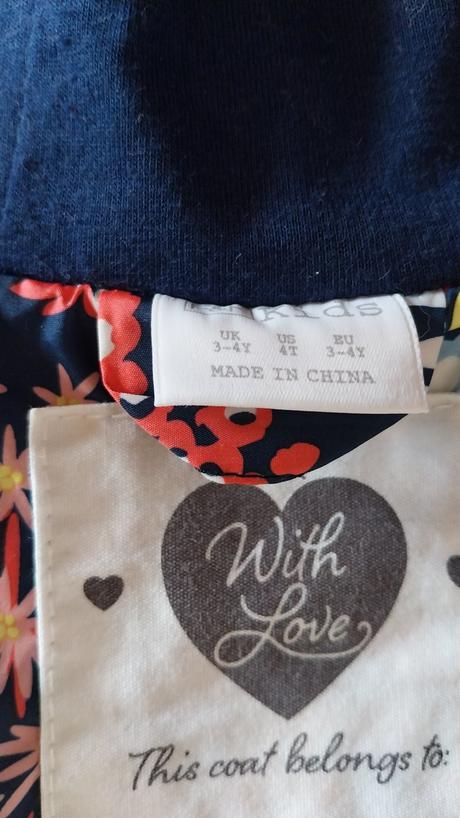 kids
UK US EU
3-4Y 4T 3-4Y
MADE IN CHINA
With
Love
This coat belongs to: